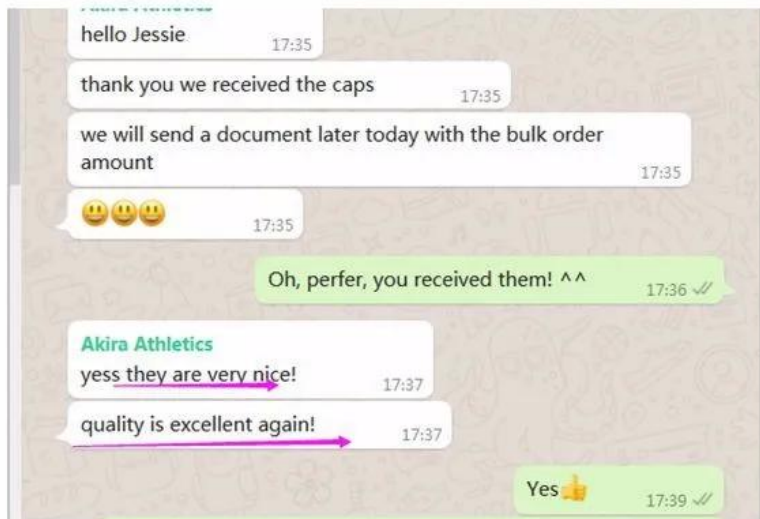 hello Jessie
17:35
thank you we received the caps
17:35
we will send a document later today with the bulk order
amount
17:35
😃😃😃
17:35
Oh, perfer, you received them! ^^
17:36
Akira Athletics
yess they are very nice!
17:37
quality is excellent again!
17:37
Yes👍
17:39